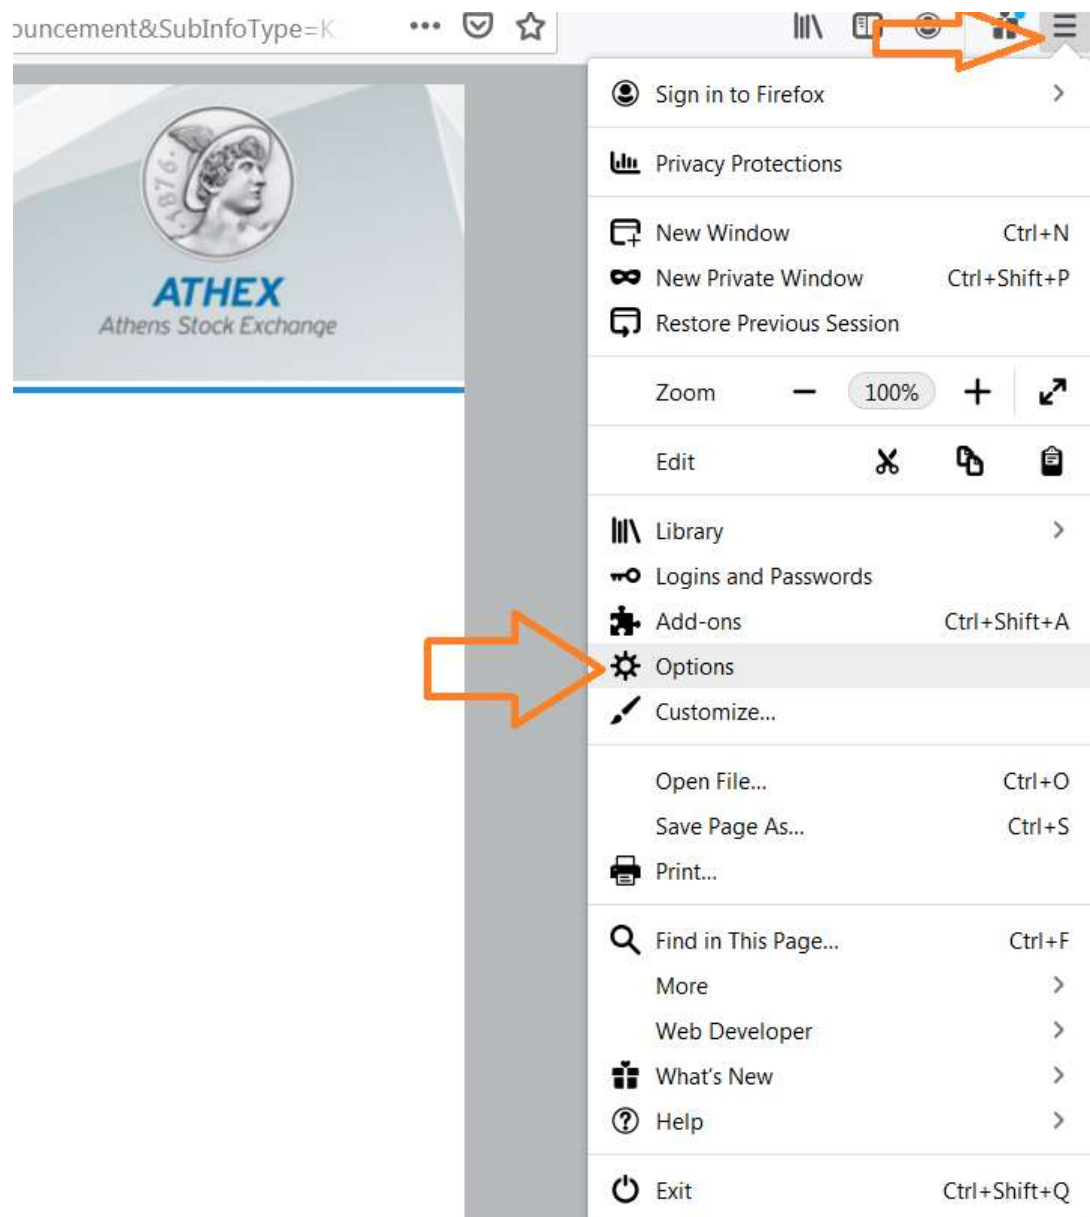 ouncement&SubInfoType=K
·1876·
ATHEX
Athens Stock Exchange
Sign in to Firefox
Privacy Protections
New Window Ctrl+N
New Private Window Ctrl+Shift+P
Restore Previous Session
Zoom 100%
Edit
Library
Logins and Passwords
Add-ons Ctrl+Shift+A
Options
Customize...
Open File... Ctrl+O
Save Page As... Ctrl+S
Print...
Find in This Page... Ctrl+F
More
Web Developer
What's New
Help
Exit Ctrl+Shift+Q